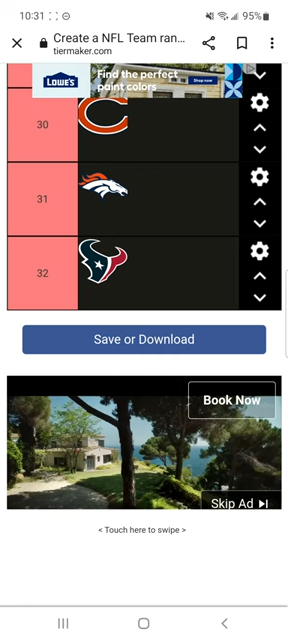 10:31
95%
Create a NFL Team ran...
tiermaker.com
LOWE'S
Find the perfect
paint colors
Shop now
30
31
32
Save or Download
Book Now
Skip Ad
< Touch here to swipe >